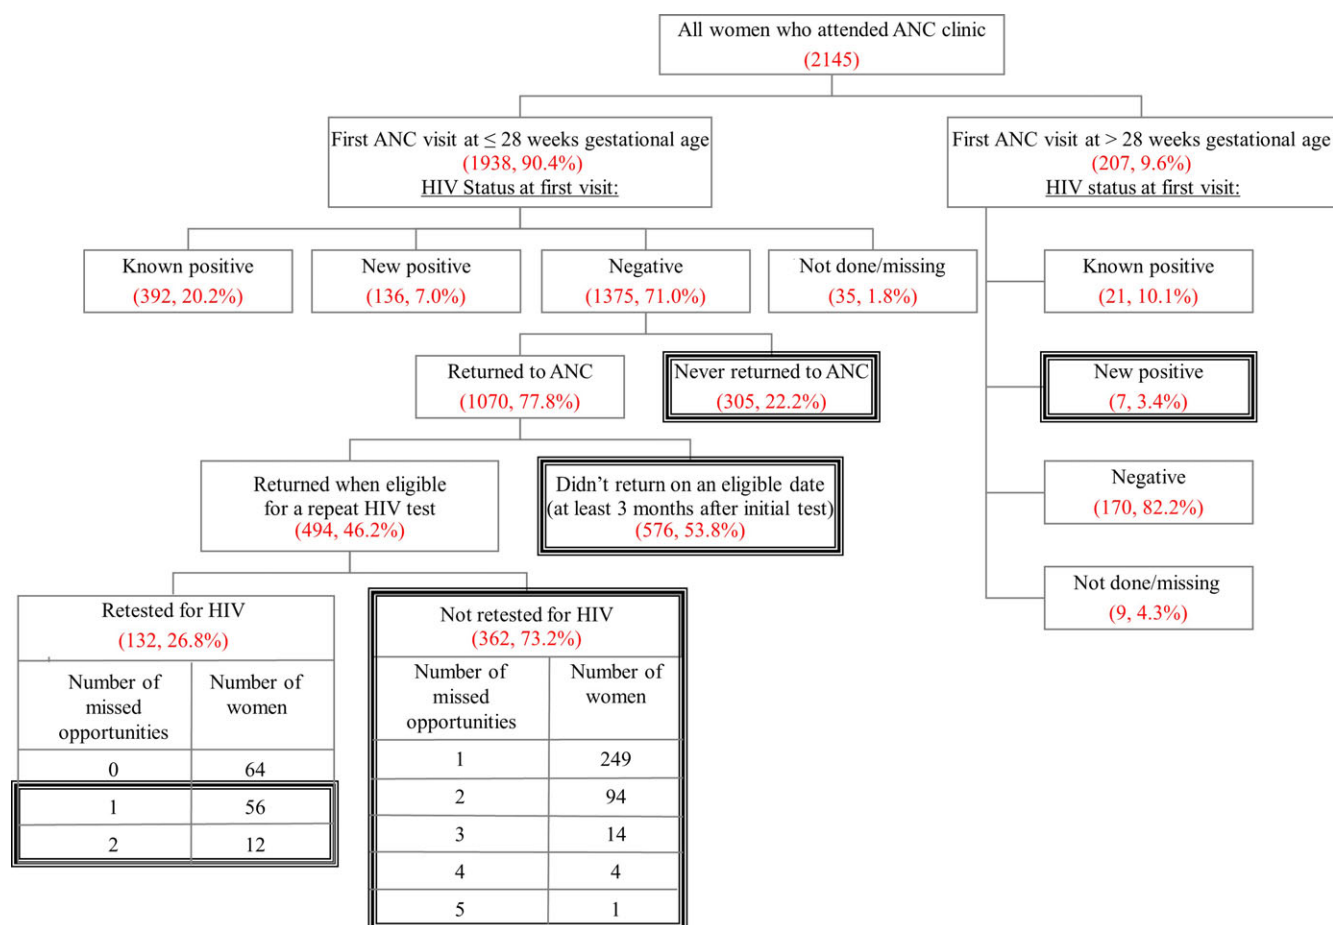 All women who attended ANC clinic
(2145)
First ANC visit at ≤ 28 weeks gestational age
(1938, 90.4%)
HIV Status at first visit:
First ANC visit at > 28 weeks gestational age
(207, 9.6%)
HIV status at first visit:
Known positive
(392, 20.2%)
New positive
(136, 7.0%)
Negative
(1375, 71.0%)
Not done/missing
(35, 1.8%)
Known positive
(21, 10.1%)
Returned to ANC
(1070, 77.8%)
Never returned to ANC
(305, 22.2%)
New positive
(7, 3.4%)
Returned when eligible
for a repeat HIV test
(494, 46.2%)
Didn't return on an eligible date
(at least 3 months after initial test)
(576, 53.8%)
Negative
(170, 82.2%)
Not done/missing
(9, 4.3%)
Retested for HIV
(132, 26.8%)
Number of
missed
opportunities
Number of
women
0 64
1 56
2 12
Not retested for HIV
(362, 73.2%)
Number of
missed
opportunities
Number of
women
1 249
2 94
3 14
4 4
5 1